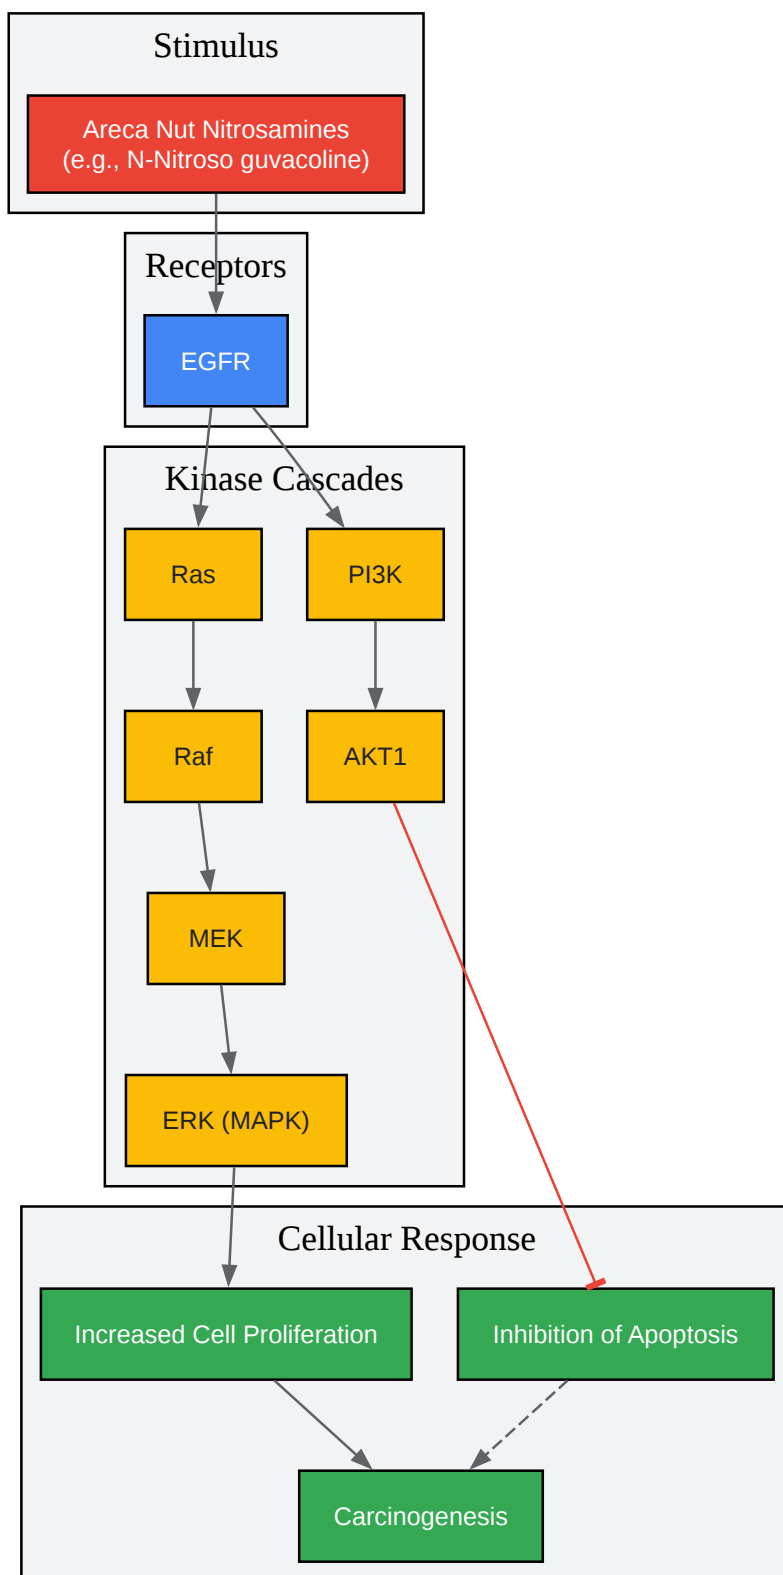 Stimulus
Areca Nut Nitrosamines
(e.g., N-Nitroso guvacoline)
Receptors
EGFR
Kinase Cascades
Ras
PI3K
Raf
AKT1
MEK
ERK (MAPK)
Cellular Response
Increased Cell Proliferation
Inhibition of Apoptosis
Carcinogenesis